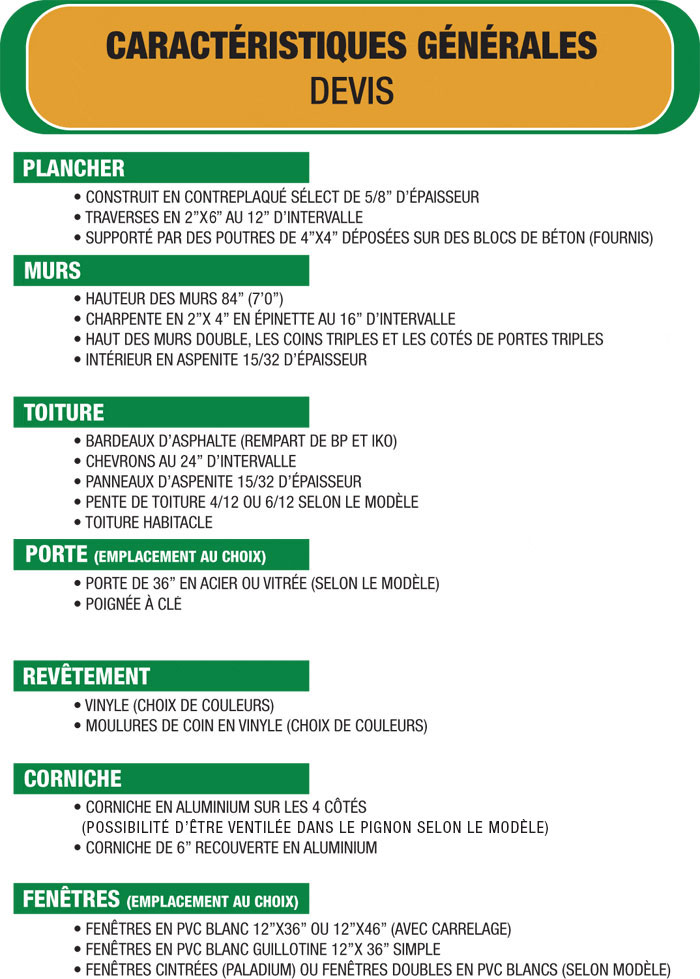 CARACTÉRISTIQUES GÉNÉRALES
DEVIS
PLANCHER
• CONSTRUIT EN CONTREPLAQUÉ SÉLECT DE 5/8” D’ÉPAISSEUR
• TRAVERSES EN 2”X6” AU 12” D’INTERVALLE
• SUPPORTÉ PAR DES POUTRES DE 4”X4” DÉPOSÉES SUR DES BLOCS DE BÉTON (FOURNIS)
MURS
• HAUTEUR DES MURS 84” (7’0”)
• CHARPENTE EN 2”X 4” EN ÉPINETTE AU 16” D’INTERVALLE
• HAUT DES MURS DOUBLE, LES COINS TRIPLES ET LES COTÉS DE PORTES TRIPLES
• INTÉRIEUR EN ASPENITE 15/32 D’ÉPAISSEUR
TOITURE
• BARDEAUX D’ASPHALTE (REMPART DE BP ET IKO)
• CHEVRONS AU 24” D’INTERVALLE
• PANNEAUX D’ASPENITE 15/32 D’ÉPAISSEUR
• PENTE DE TOITURE 4/12 OU 6/12 SELON LE MODÈLE
• TOITURE HABITACLE
PORTE (EMPLACEMENT AU CHOIX)
• PORTE DE 36” EN ACIER OU VITRÉE (SELON LE MODÈLE)
• POIGNÉE À CLÉ
REVÊTEMENT
• VINYLE (CHOIX DE COULEURS)
• MOULURES DE COIN EN VINYLE (CHOIX DE COULEURS)
CORNICHE
• CORNICHE EN ALUMINIUM SUR LES 4 CÔTÉS
(POSSIBILITÉ D’ÊTRE VENTILÉE DANS LE PIGNON SELON LE MODÈLE)
• CORNICHE DE 6” RECOUVERTE EN ALUMINIUM
FENÊTRES (EMPLACEMENT AU CHOIX)
• FENÊTRES EN PVC BLANC 12”X36” OU 12”X46” (AVEC CARRELAGE)
• FENÊTRES EN PVC BLANC GUILLOTINE 12”X 36” SIMPLE
• FENÊTRES CINTRÉES (PALADIUM) OU FENÊTRES DOUBLES EN PVC BLANCS (SELON MODÈLE)